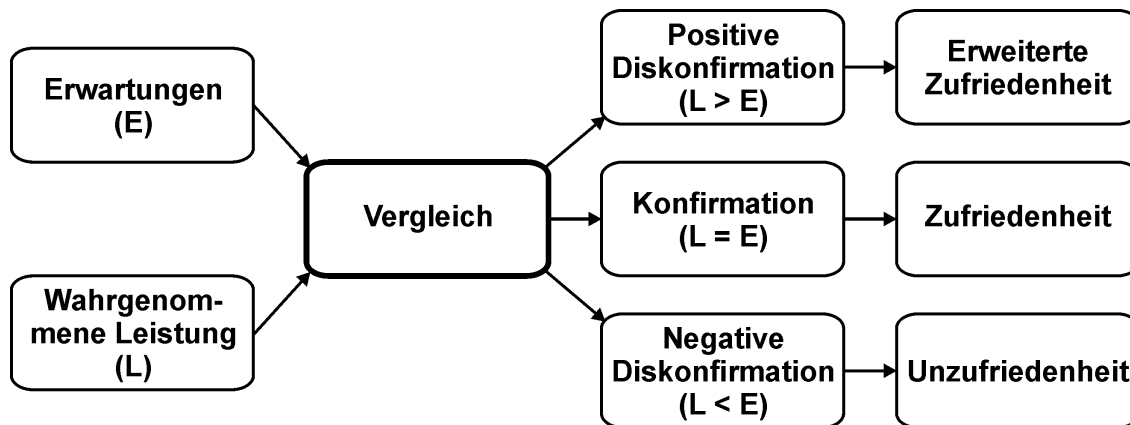 Erwartungen
(E)
Wahrgenom-
mene Leistung
(L)
Vergleich
Positive
Diskonfirmation
(L > E)
Erweiterte
Zufriedenheit
Konfirmation
(L = E)
Zufriedenheit
Negative
Diskonfirmation
(L < E)
Unzufriedenheit